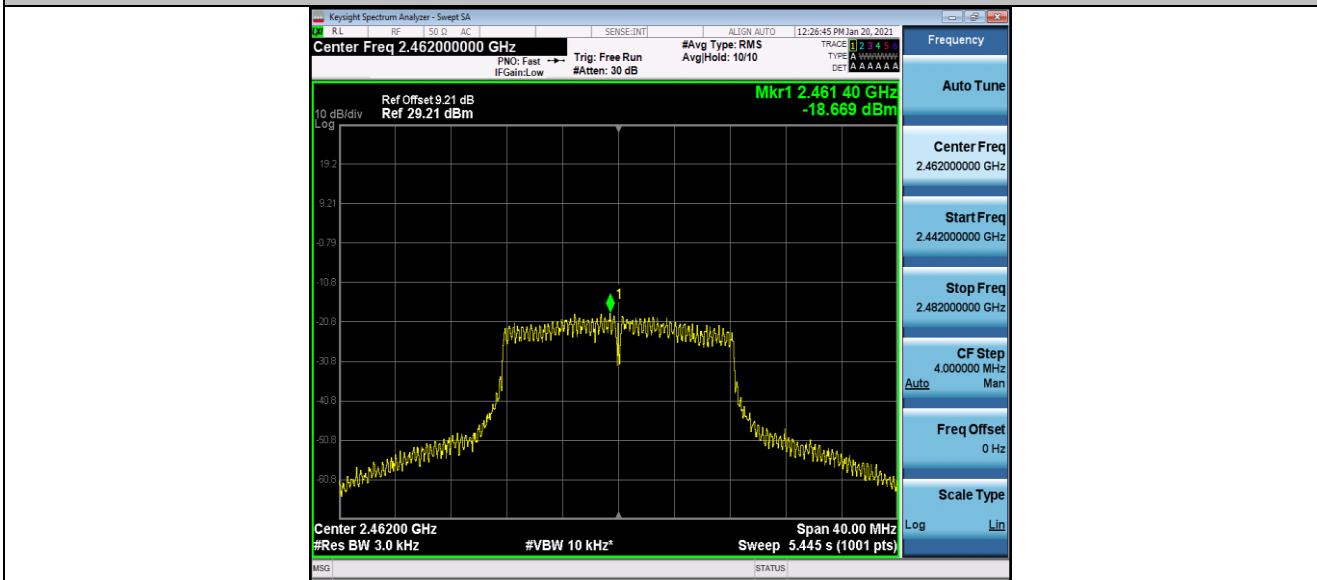 Keysight Spectrum Analyzer - Swept SA
RL RF 50 Ω AC SENSE:INT ALIGN AUTO 12:26:45 PM Jan 20, 2021
Center Freq 2.462000000 GHz
#Avg Type: RMS
TRACE 1 2 3 4 5 6
PNO: Fast
Trig: Free Run
Avg|Hold: 10/10
TYPE A WWWWW
IFGain:Low
#Atten: 30 dB
DET A A A A A A
Mkr1 2.461 40 GHz
-18.669 dBm
Ref Offset 9.21 dB
10 dB/div Ref 29.21 dBm
Log
19.2
9.21
-0.79
-10.8
-20.8
-30.8
-40.8
-50.8
-60.8
1
Center 2.46200 GHz
Span 40.00 MHz
#Res BW 3.0 kHz
#VBW 10 kHz*
Sweep 5.445 s (1001 pts)
MSG
STATUS
Frequency
Auto Tune
Center Freq
2.462000000 GHz
Start Freq
2.442000000 GHz
Stop Freq
2.482000000 GHz
CF Step
4.000000 MHz
Auto Man
Freq Offset
0 Hz
Scale Type
Log Lin